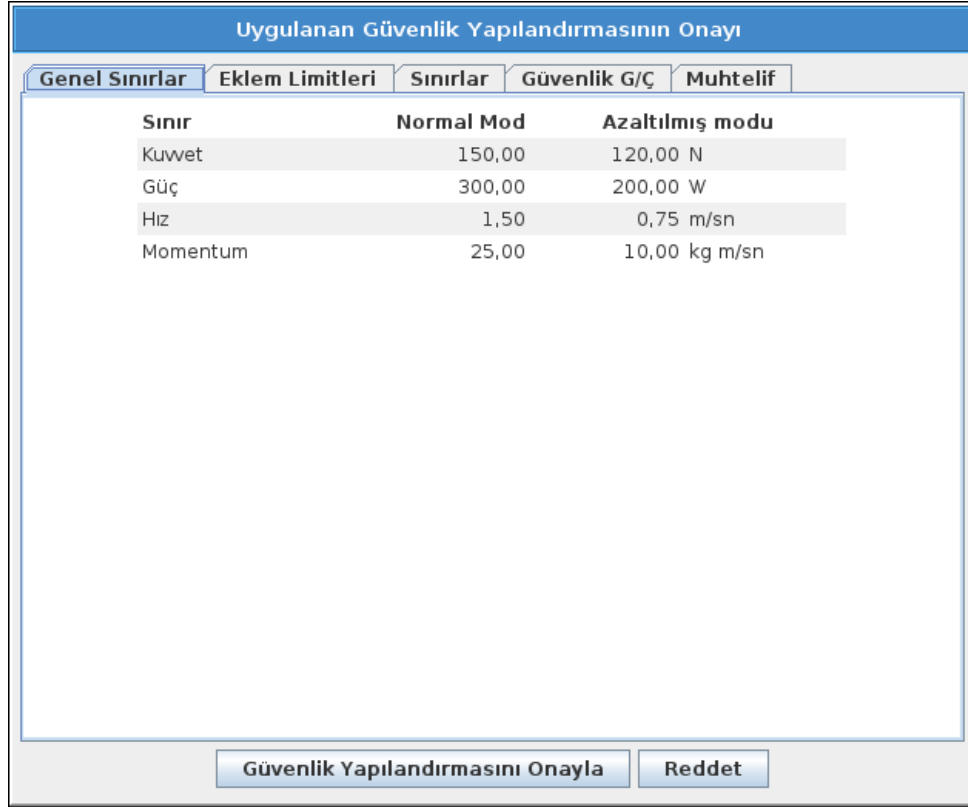 Uygulanan Güvenlik Yapılandırmasının Onayı
Genel Sınırlar Eklem Limitleri Sınırlar Güvenlik G/Ç Muhtelif
Sınır Normal Mod Azaltılmış modu
Kuvvet 150,00 120,00 N
Güç 300,00 200,00 W
Hız 1,50 0,75 m/sn
Momentum 25,00 10,00 kg m/sn
Güvenlik Yapılandırmasını Onayla Reddet